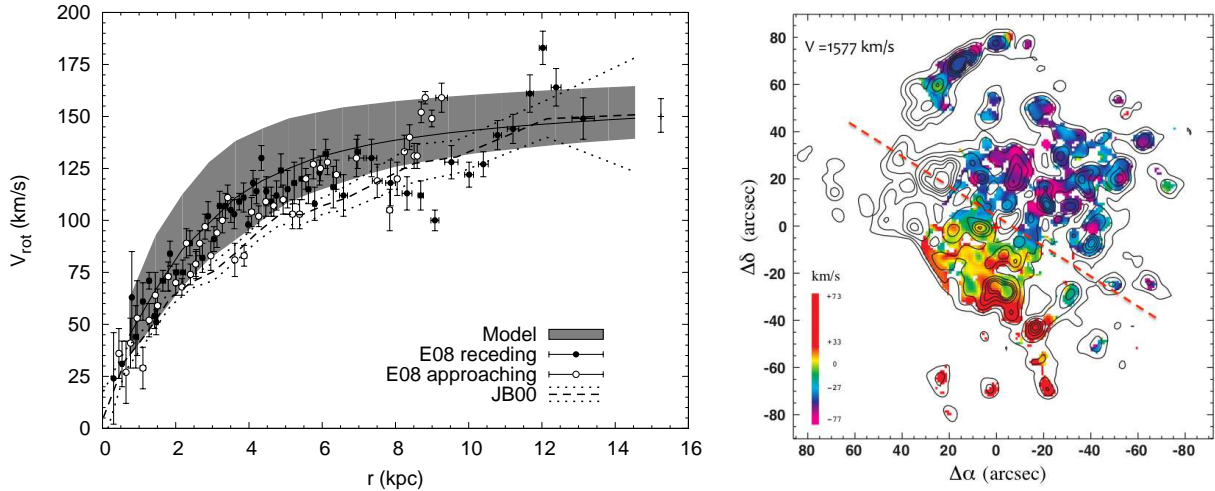 200
175
150
125
100
75
50
25
0
V_rot (km/s)
Model
E08 receding
E08 approaching
JB00
0 2 4 6 8 10 12 14 16
r (kpc)
V =1577 km/s
80
60
40
20
0
-20
-40
-60
-80
Δδ (arcsec)
km/s
+73
+33
0
-27
-77
80 60 40 20 0 -20 -40 -60 -80
Δα (arcsec)